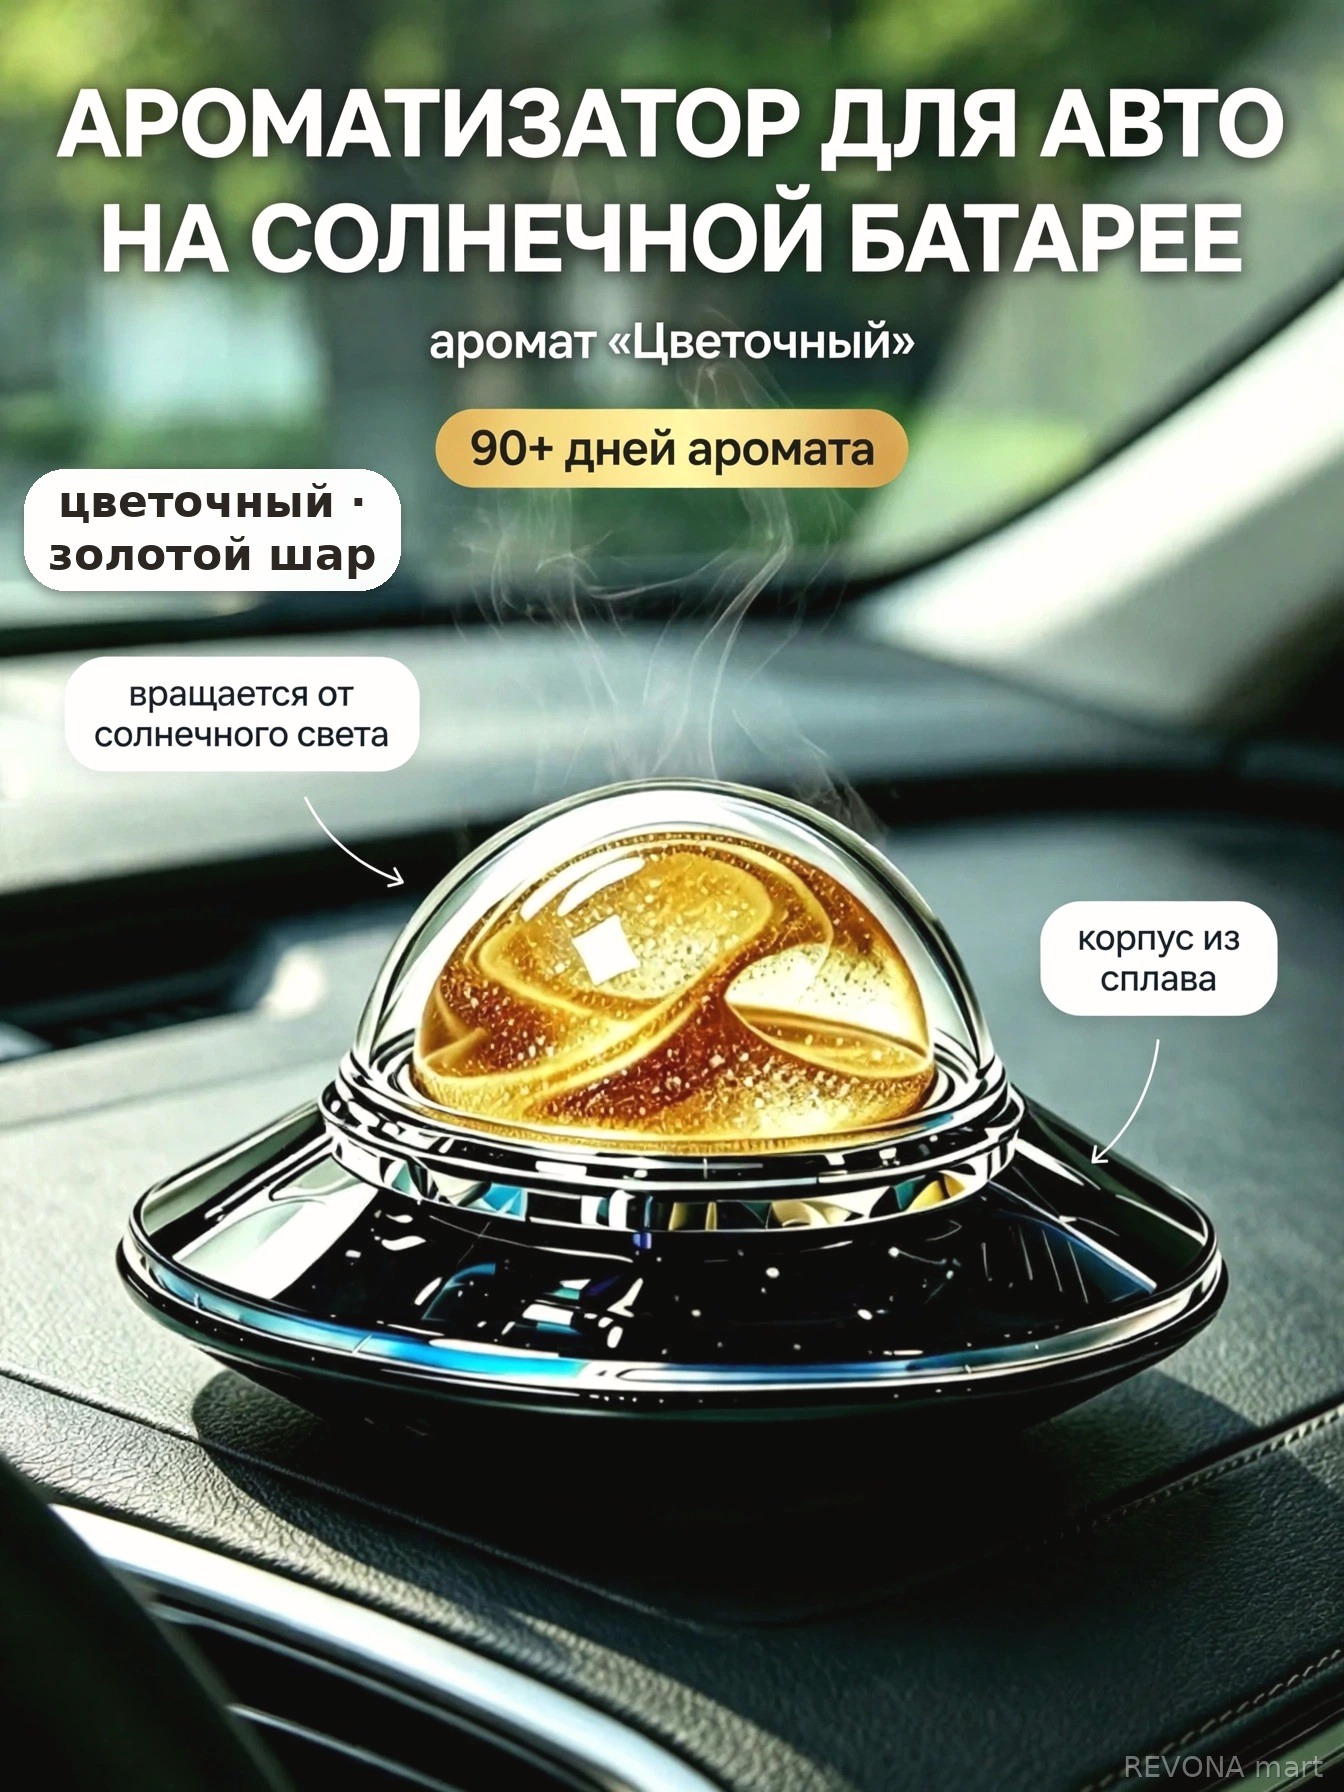 АРОМАТИЗАТОР ДЛЯ АВТО
НА СОЛНЕЧНОЙ БАТАРЕЕ
аромат «Цветочный»
90+ дней аромата
цветочный ·
золотой шар
вращается от
солнечного света
корпус из
сплава
REVONA mart